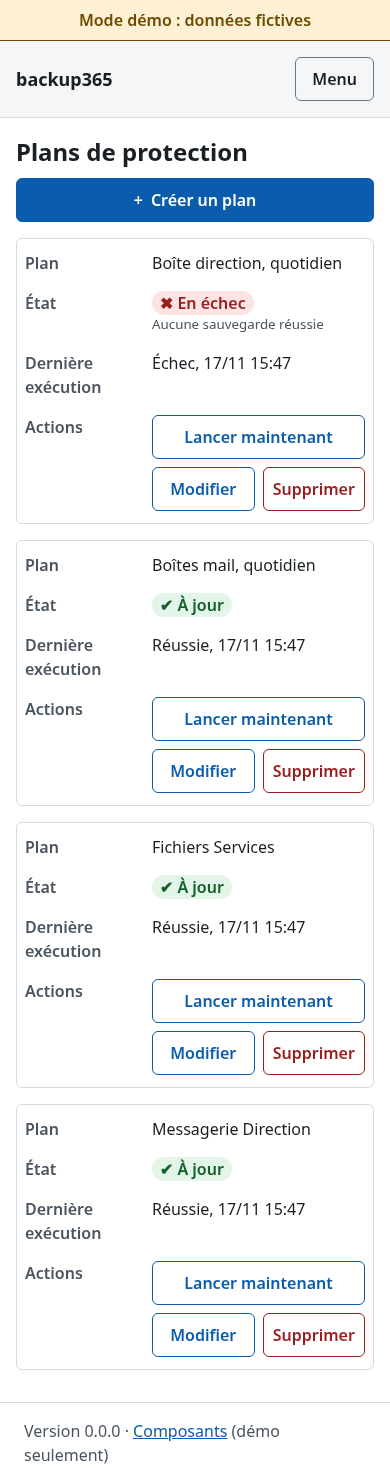 Mode démo : données fictives
backup365
Menu
Plans de protection
+ Créer un plan
Plan
Boîte direction, quotidien
État
✖ En échec
Aucune sauvegarde réussie
Dernière
exécution
Échec, 17/11 15:47
Actions
Lancer maintenant
Modifier
Supprimer
Plan
Boîtes mail, quotidien
État
✔ À jour
Dernière
exécution
Réussie, 17/11 15:47
Actions
Lancer maintenant
Modifier
Supprimer
Plan
Fichiers Services
État
✔ À jour
Dernière
exécution
Réussie, 17/11 15:47
Actions
Lancer maintenant
Modifier
Supprimer
Plan
Messagerie Direction
État
✔ À jour
Dernière
exécution
Réussie, 17/11 15:47
Actions
Lancer maintenant
Modifier
Supprimer
Version 0.0.0 · Composants (démo
seulement)